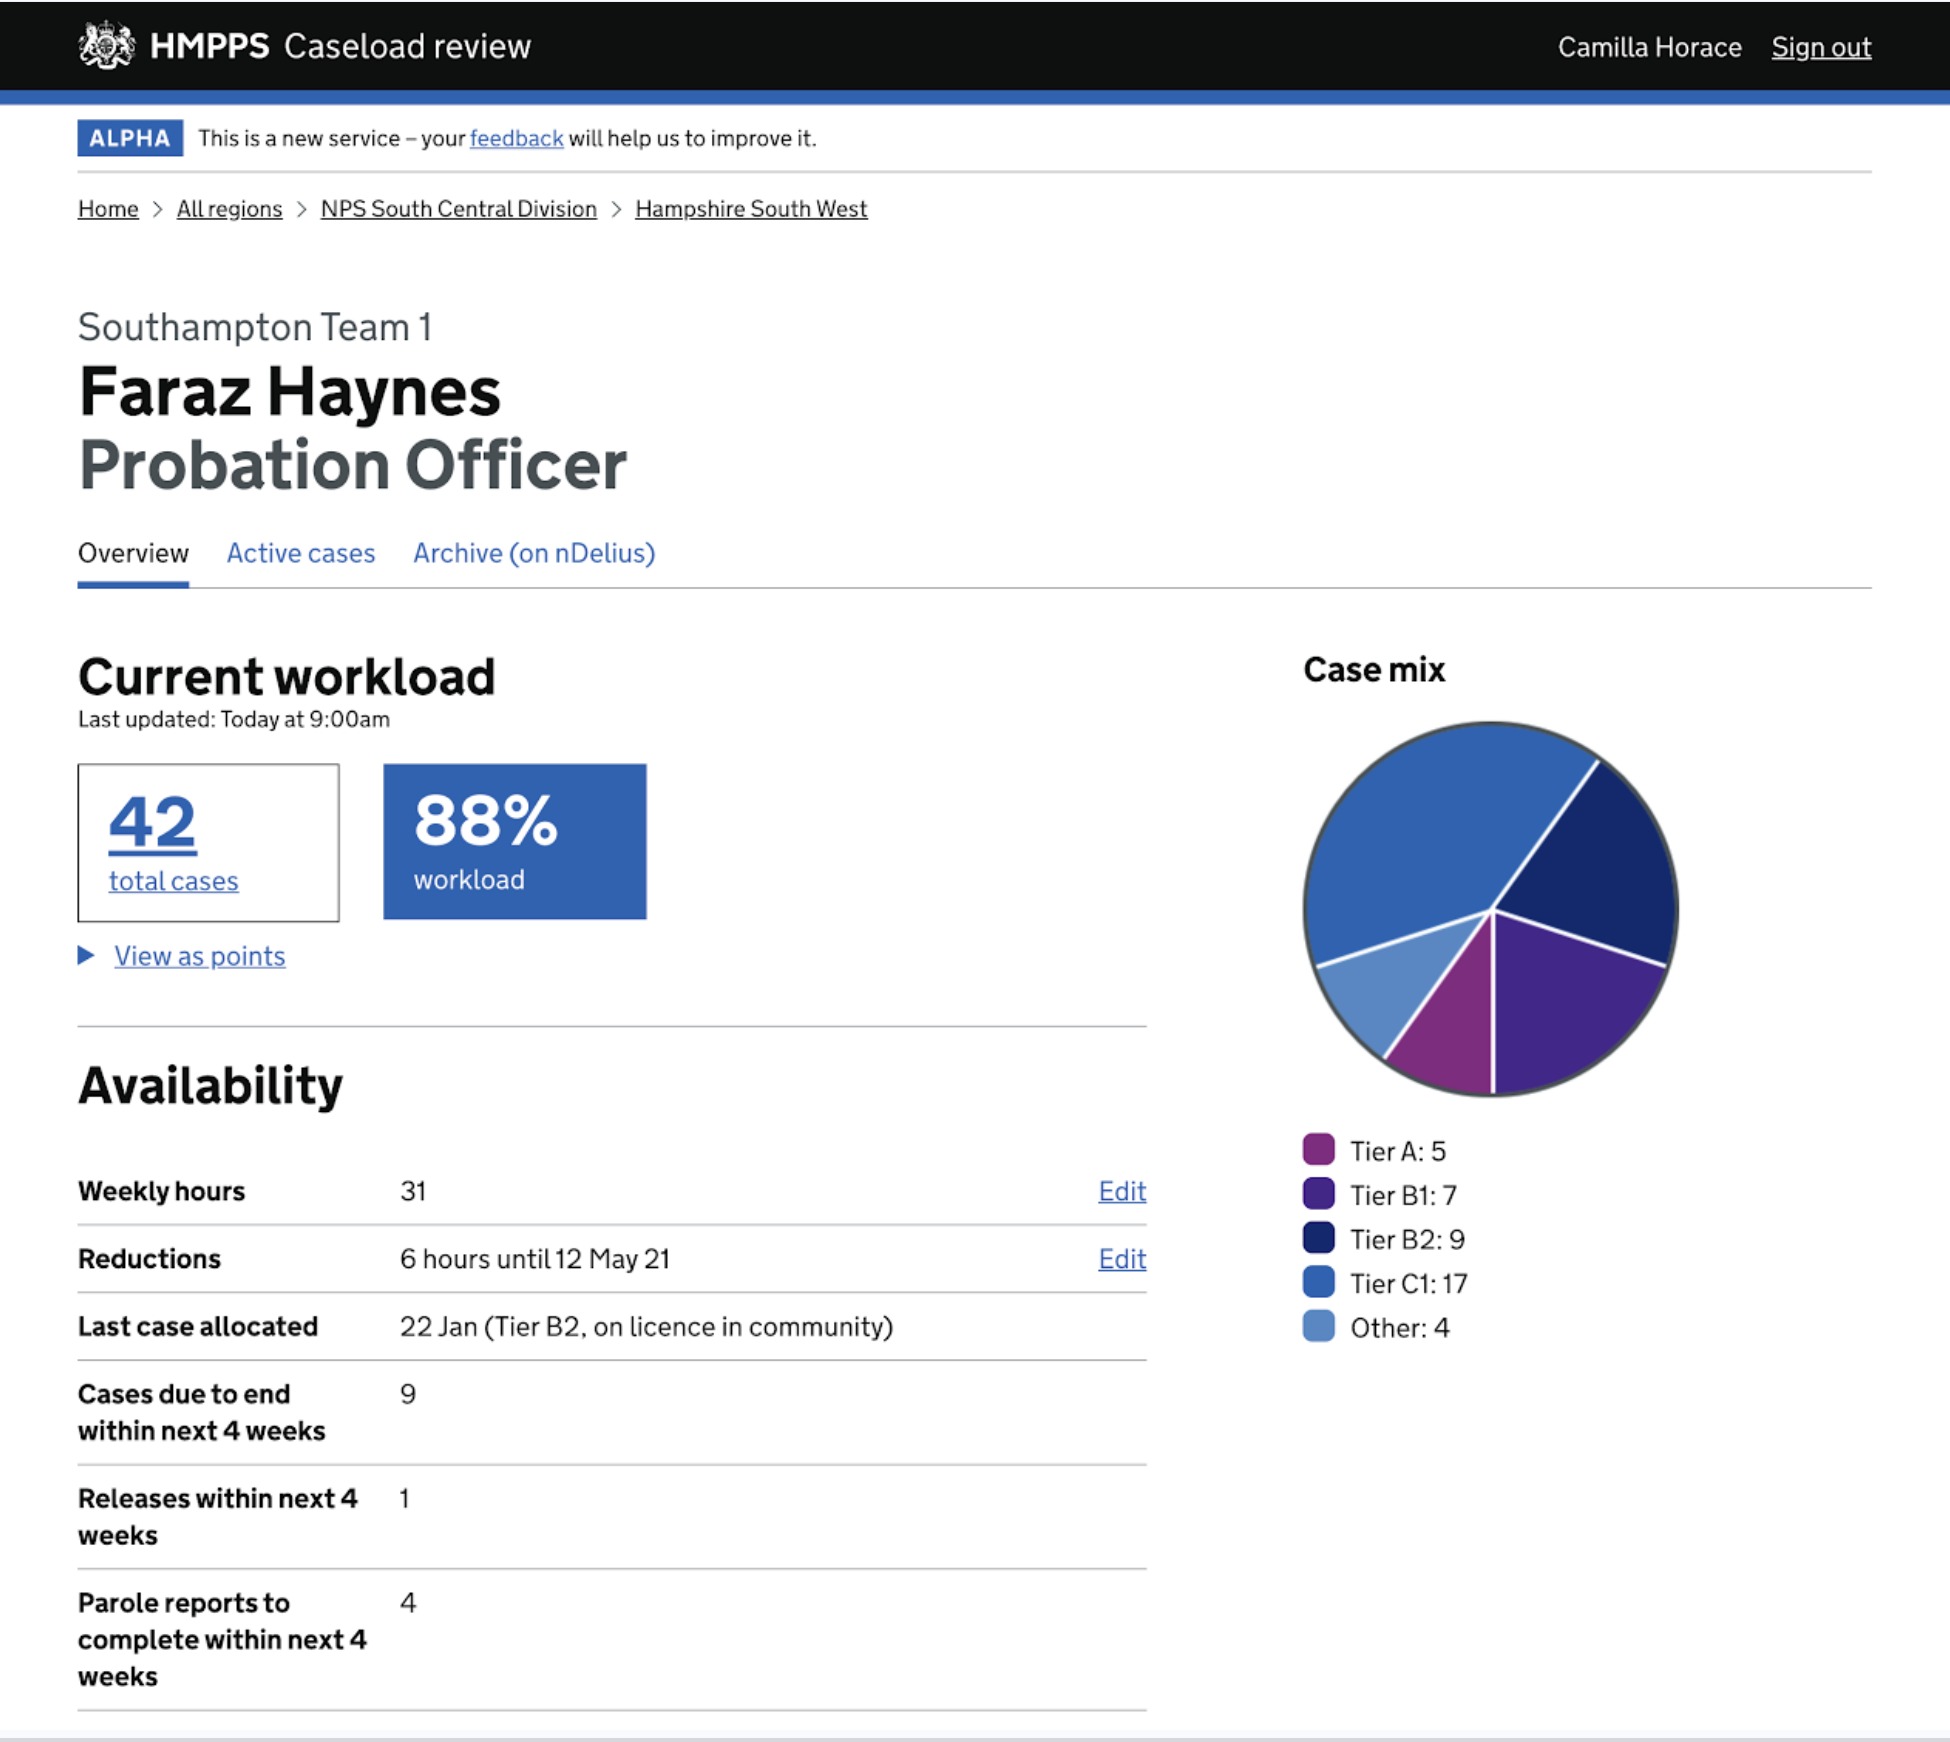 HMPPS Caseload review
Camilla Horace Sign out
ALPHA This is a new service – your feedback will help us to improve it.
Home > All regions > NPS South Central Division > Hampshire South West
Southampton Team 1
Faraz Haynes
Probation Officer
Overview Active cases Archive (on nDelius)
Current workload
Last updated: Today at 9:00am
42
total cases
88%
workload
View as points
Availability
Weekly hours 31 Edit
Reductions 6 hours until 12 May 21 Edit
Last case allocated 22 Jan (Tier B2, on licence in community)
Cases due to end 9
within next 4 weeks
Releases within next 4 1
weeks
Parole reports to 4
complete within next 4
weeks
Case mix
Tier A: 5
Tier B1: 7
Tier B2: 9
Tier C1: 17
Other: 4